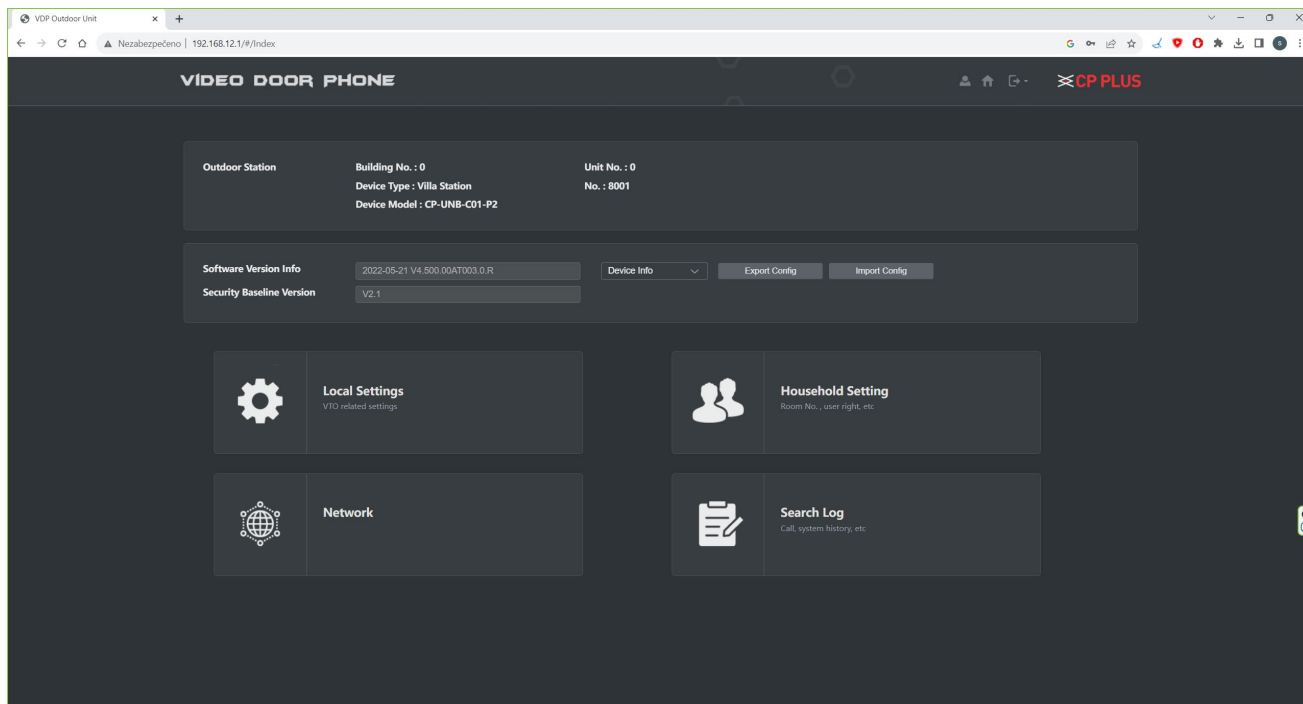 VDP Outdoor Unit
Nezabezpečeno | 192.168.12.1/#/Index
VIDEO DOOR PHONE
CP PLUS
Outdoor Station
Building No. : 0
Unit No. : 0
Device Type : Villa Station
No. : 8001
Device Model : CP-UNB-C01-P2
Software Version Info
2022-05-21 V4.500.00AT003.0.R
Device Info
Export Config
Import Config
Security Baseline Version
V2.1
Local Settings
VTO related settings
Household Setting
Room No. , user right, etc
Network
Search Log
Call, system history, etc